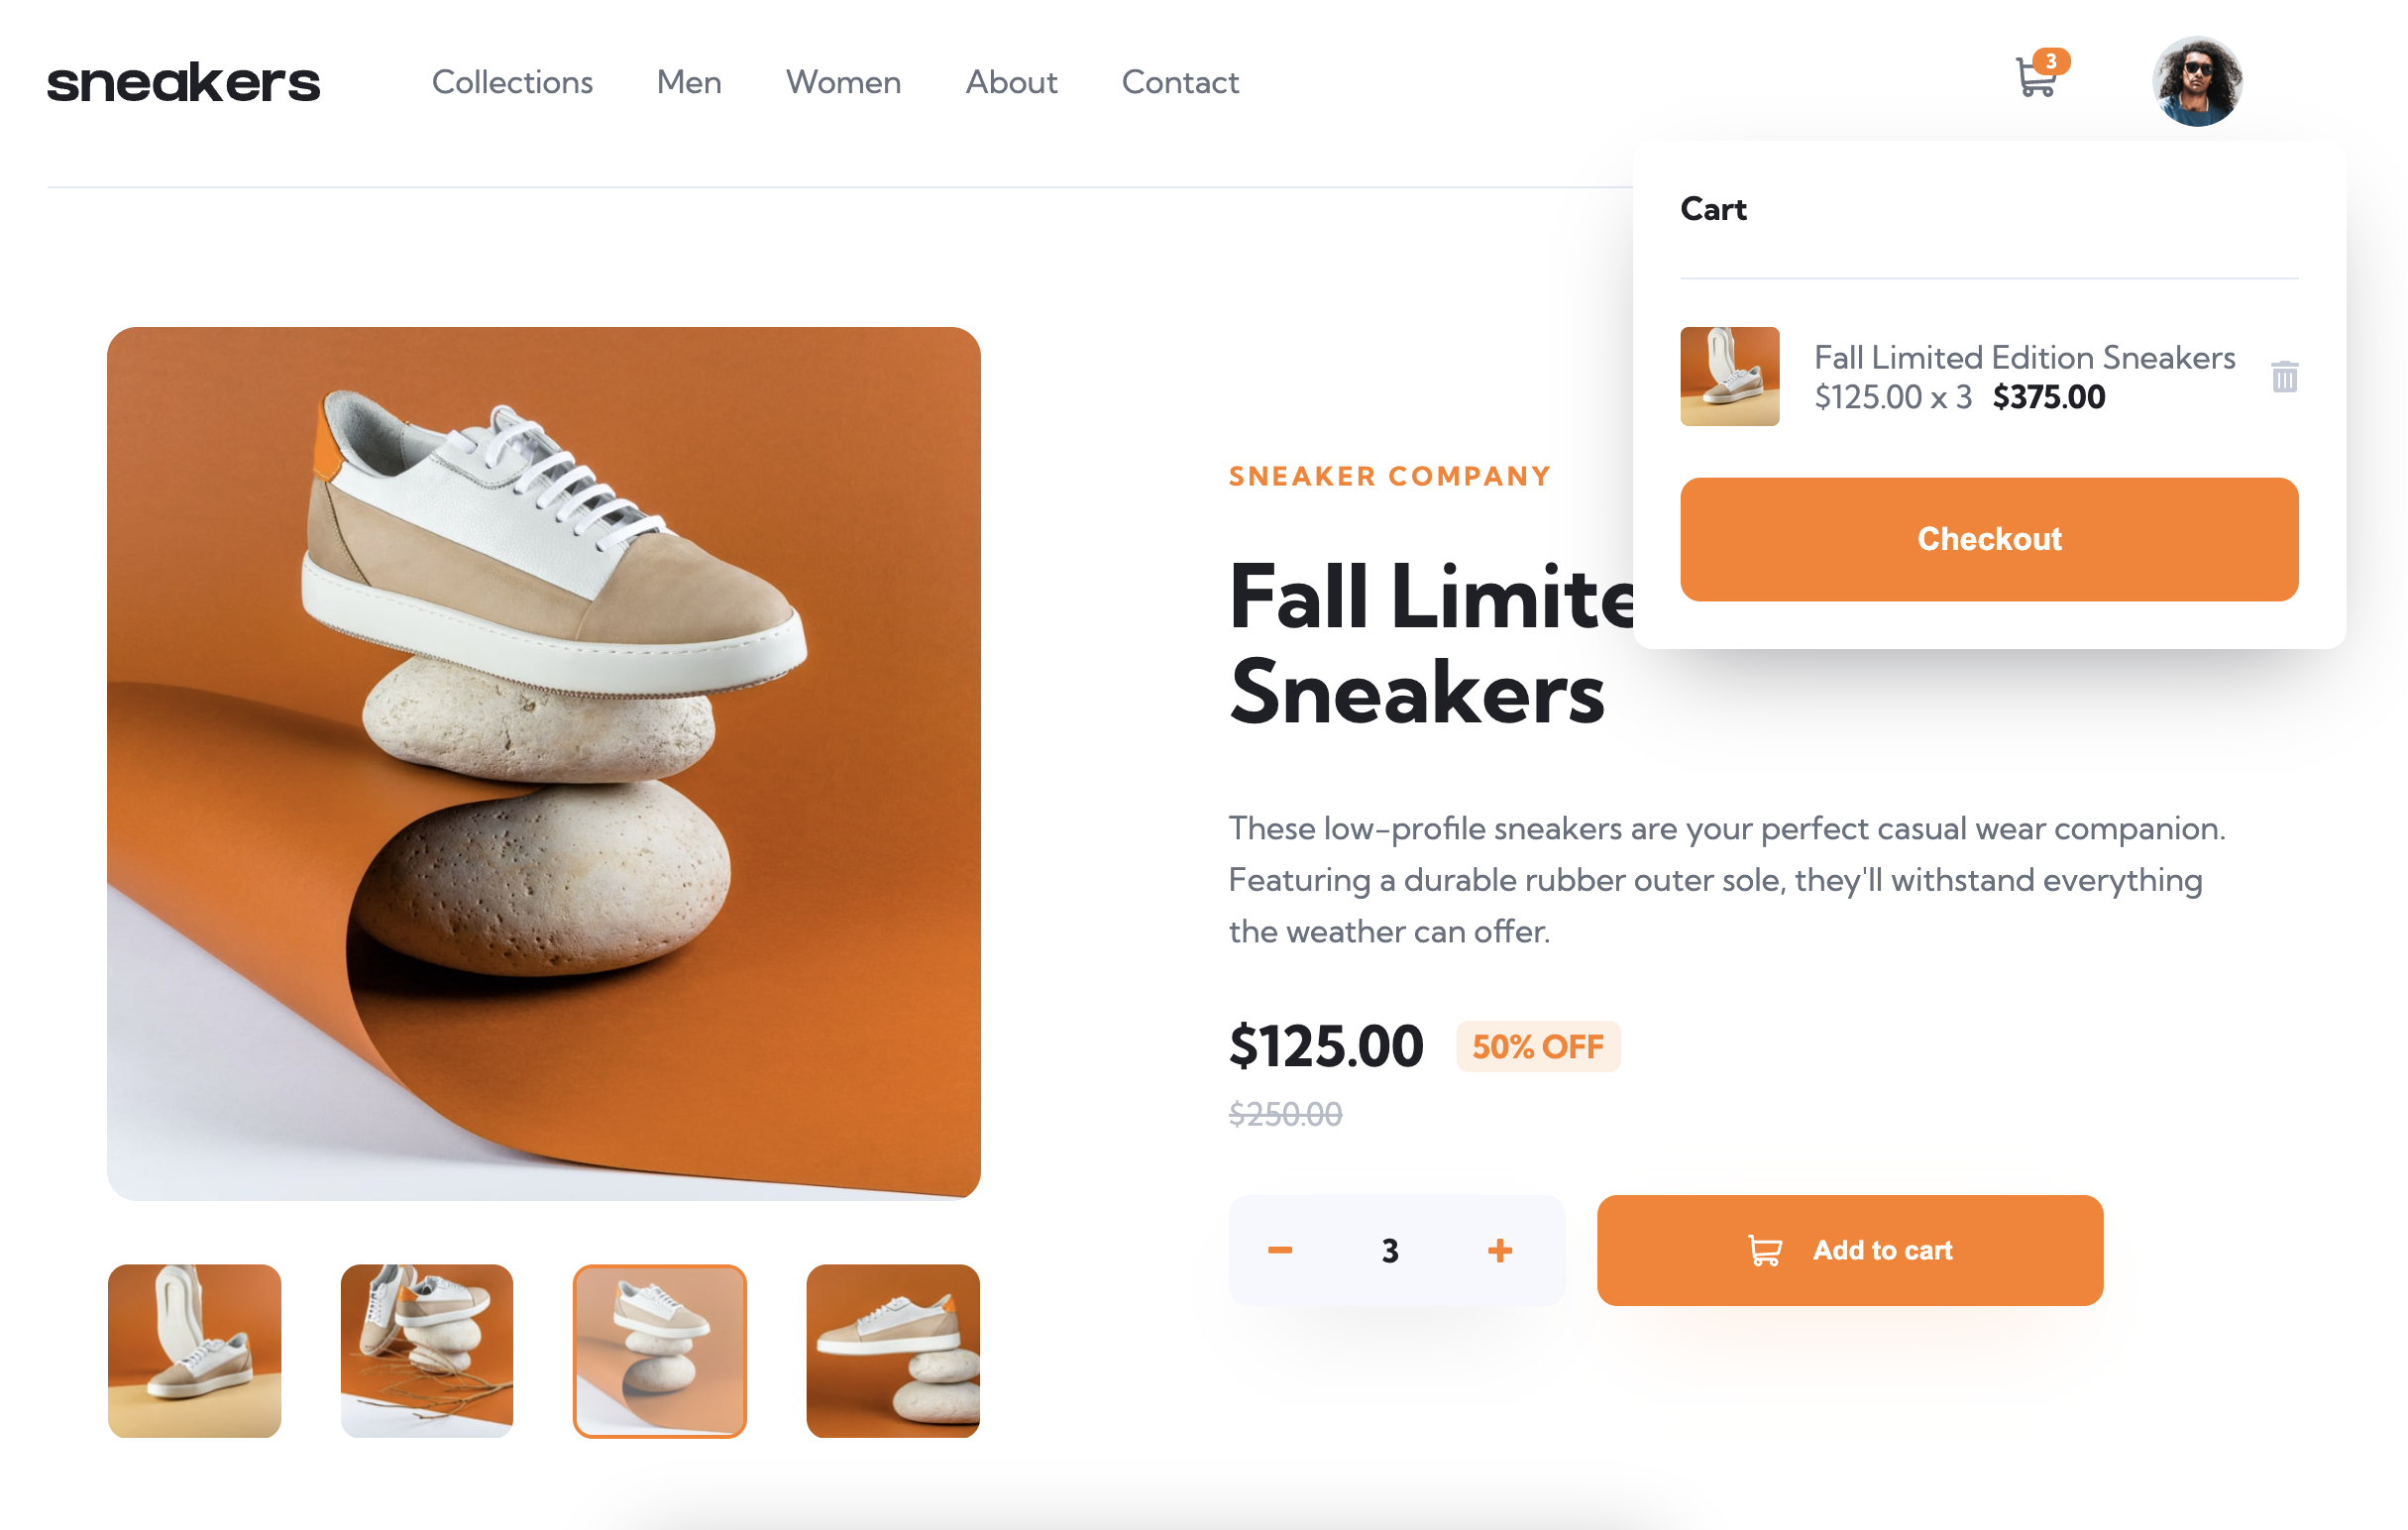 sneakers
Collections
Men
Women
About
Contact
3
Cart
Fall Limited Edition Sneakers
$125.00 x 3 $375.00
Checkout
SNEAKER COMPANY
Fall Limite
Sneakers
These low-profile sneakers are your perfect casual wear companion.
Featuring a durable rubber outer sole, they'll withstand everything
the weather can offer.
$125.00
50% OFF
$250.00
3
Add to cart